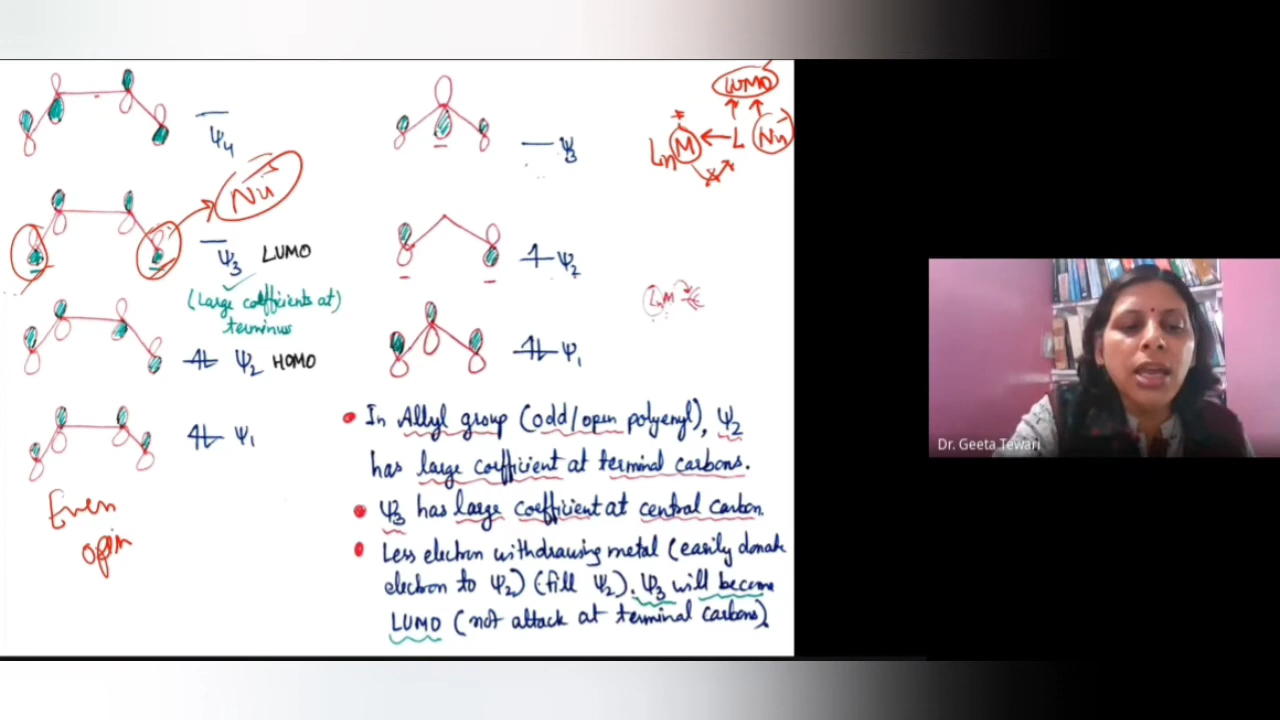 Ψ4
Nu
Ψ3 LUMO
(Large coefficients at)
terminus
Ψ2 HOMO
Ψ1
Even
open
Ψ3
Ψ2
Ψ1
LUMO
LnM ← L Nu
LnM
• In Allyl group (odd/open polyenyl), Ψ2
has large coefficient at terminal carbons.
• Ψ3 has large coefficient at central carbon.
• Less electron withdrawing metal (easily donate
electron to Ψ2) (fill Ψ2). Ψ3 will become
LUMO (not attack at terminal carbons).
Dr. Geeta Tewari